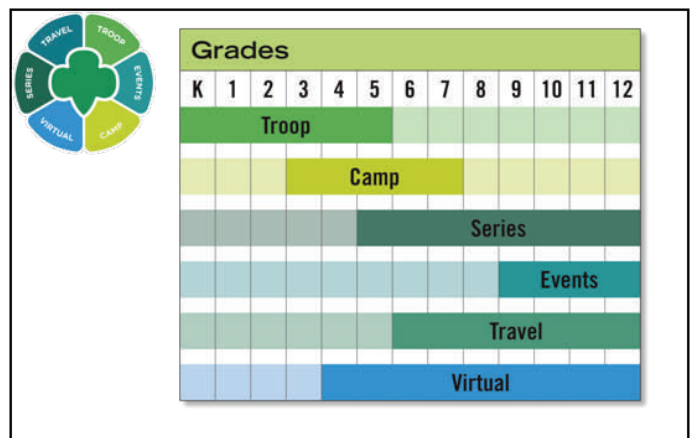 TRAVEL
TROOP
SERIES
EVENTS
VIRTUAL
CAMP
Grades
K 1 2 3 4 5 6 7 8 9 10 11 12
Troop
Camp
Series
Events
Travel
Virtual